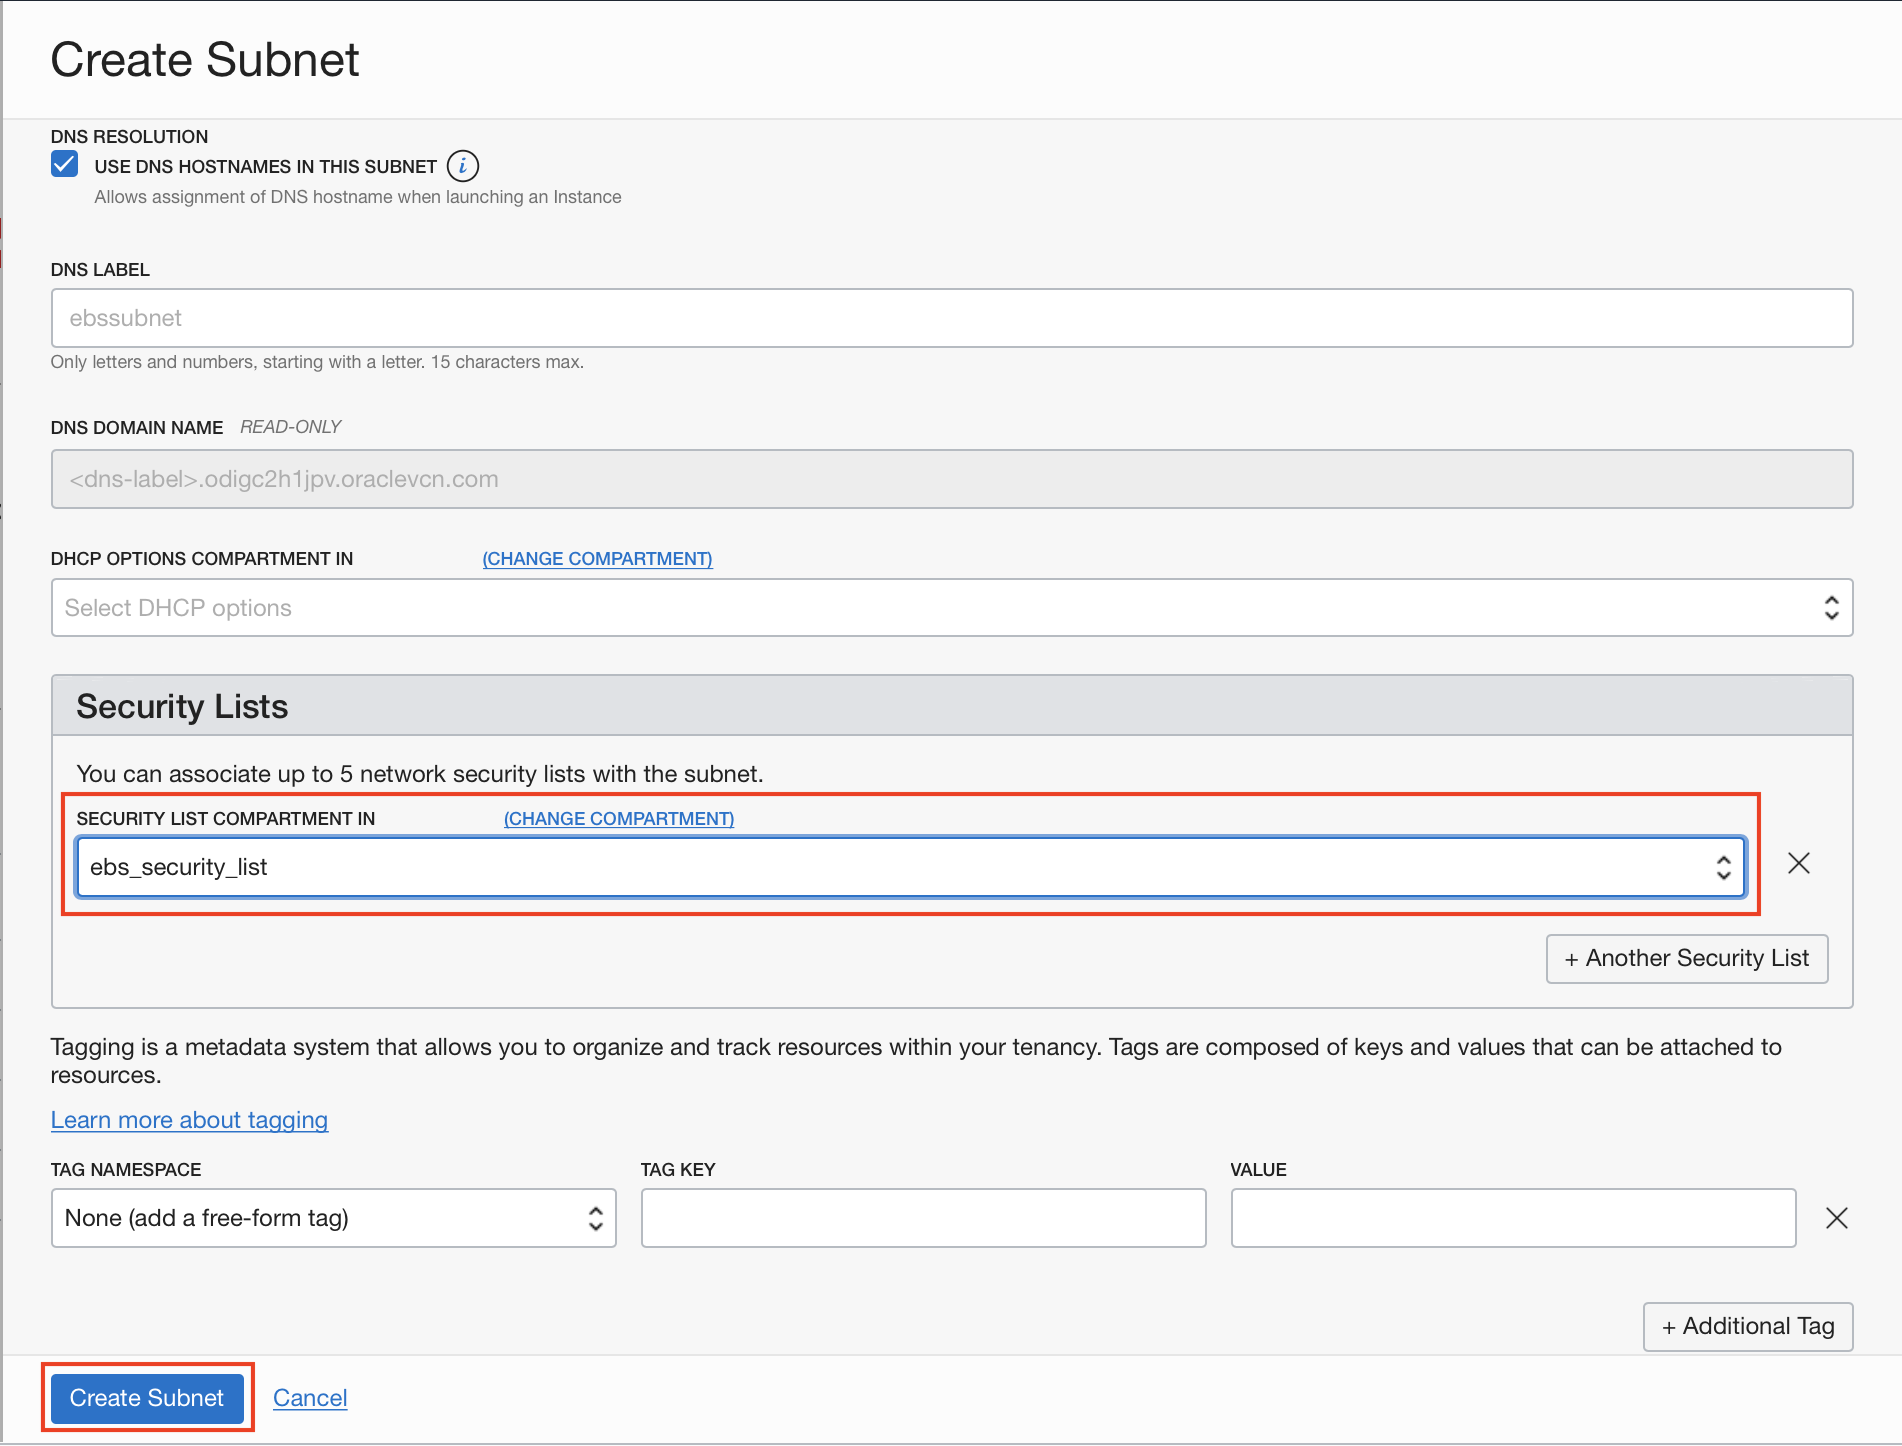 Create Subnet
DNS RESOLUTION
USE DNS HOSTNAMES IN THIS SUBNET i
Allows assignment of DNS hostname when launching an Instance
DNS LABEL
ebssubnet
Only letters and numbers, starting with a letter. 15 characters max.
DNS DOMAIN NAME READ-ONLY
<dns-label>.odigc2h1jpv.oraclevcn.com
DHCP OPTIONS COMPARTMENT IN (CHANGE COMPARTMENT)
Select DHCP options
Security Lists
You can associate up to 5 network security lists with the subnet.
SECURITY LIST COMPARTMENT IN (CHANGE COMPARTMENT)
ebs_security_list
+ Another Security List
Tagging is a metadata system that allows you to organize and track resources within your tenancy. Tags are composed of keys and values that can be attached to
resources.
Learn more about tagging
TAG NAMESPACE TAG KEY VALUE
None (add a free-form tag)
+ Additional Tag
Create Subnet Cancel